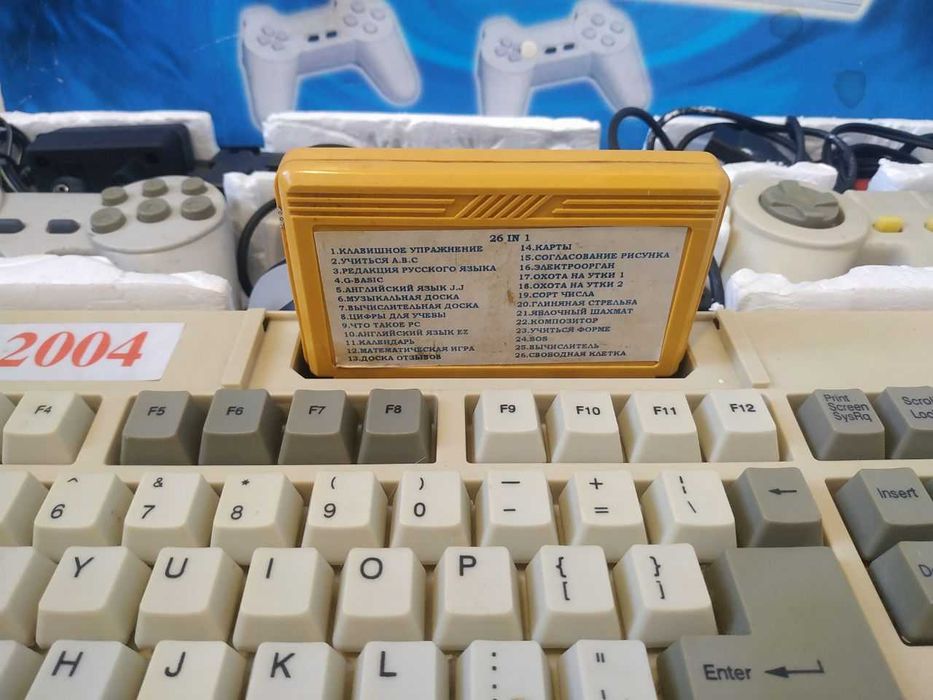 26 IN 1
1.КЛАВИШНОЕ УПРАЖНЕНИЕ
2.УЧИТЬСЯ A.B.C
3.РЕДАКЦИЯ РУССКОГО ЯЗЫКА
4.G-BASIC
5.АНГЛИЙСКИЙ ЯЗЫК J.J
6.МУЗЫКАЛЬНАЯ ДОСКА
7.ВЫЧИСЛИТЕЛЬНАЯ ДОСКА
8.ЦИФРЫ ДЛЯ УЧЕБЫ
9.ЧТО ТАКОЕ PC
10.АНГЛИЙСКИЙ ЯЗЫК EZ
11.КАЛЕНДАРЬ
12.МАТЕМАТИЧЕСКАЯ ИГРА
13.ДОСКА ОТЗЫВОВ
14.КАРТЫ
15.СОГЛАСОВАНИЕ РИСУНКА
16.ЭЛЕКТРООРГАН
17.ОХОТА НА УТКИ 1
18.ОХОТА НА УТКИ 2
19.СОРТ ЧИСЛА
20.ГЛИНЯНАЯ СТРЕЛЬБА
21.ЯБЛОЧНЫЙ ШАХМАТ
22.КОМПОЗИТОР
23.УЧИТЬСЯ ФОРМЕ
24.BOS
25.ВЫЧИСЛИТЕЛЬ
26.СВОБОДНАЯ КЛЕТКА
2004
F4 F5 F6 F7 F8 F9 F10 F11 F12 Print
Screen
SysRq
^ & * ( ) — + ¦
6 7 8 9 0 - = \ ← Insert
Y U I O P { }
[ ]
H J K L : "
; ' Enter